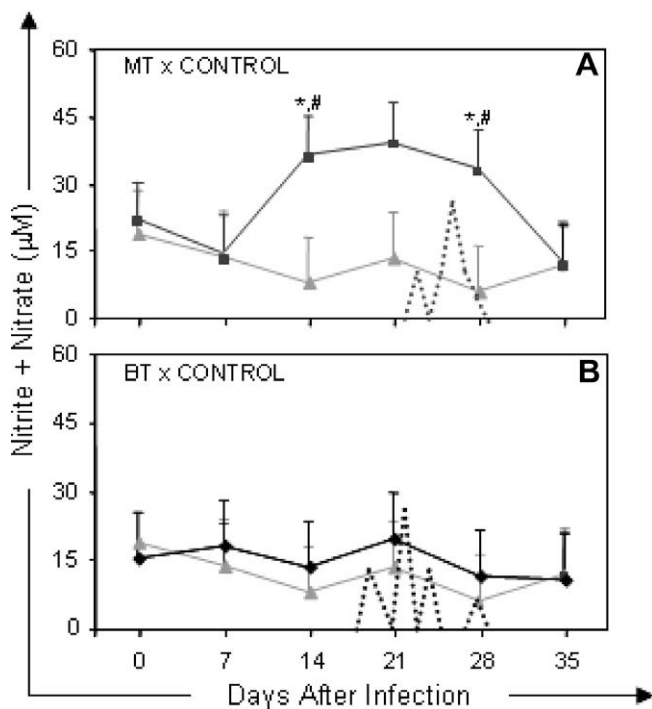 60
MT x CONTROL
A
*,#
*,#
45
30
15
0
60
BT x CONTROL
B
45
30
15
0
Nitrite + Nitrate (µM)
0 7 14 21 28 35
Days After Infection